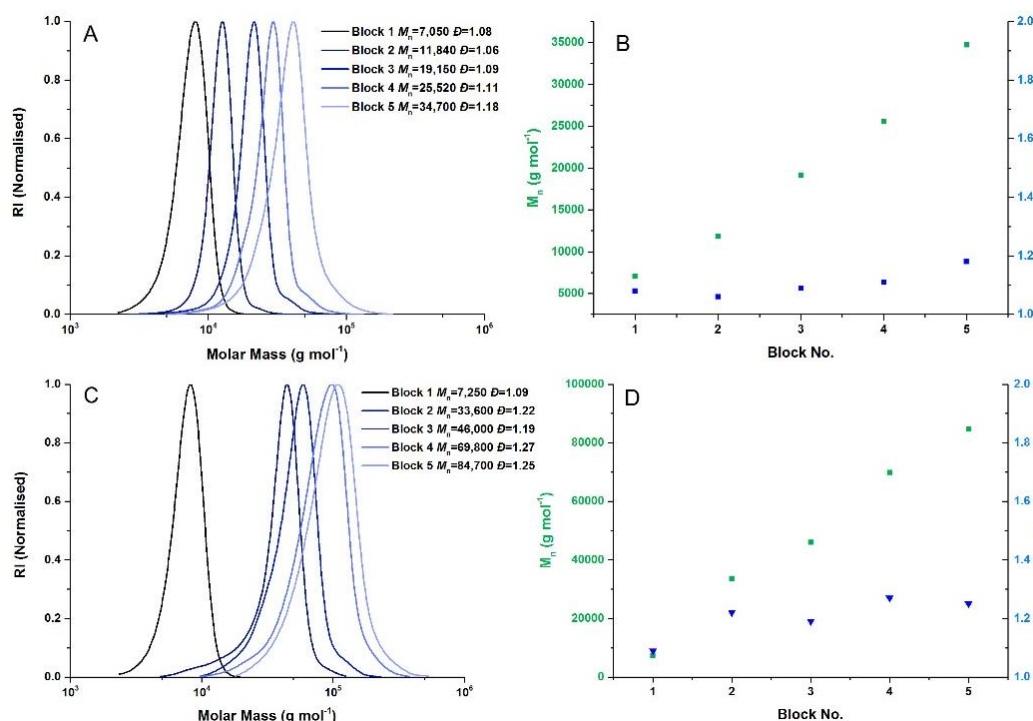 A
RI (Normalised)
1.0
0.8
0.6
0.4
0.2
0.0
Block 1 Mn=7,050 Đ=1.08
Block 2 Mn=11,840 Đ=1.06
Block 3 Mn=19,150 Đ=1.09
Block 4 Mn=25,520 Đ=1.11
Block 5 Mn=34,700 Đ=1.18
10³ 10⁴ 10⁵ 10⁶
Molar Mass (g mol⁻¹)
B
Mn (g mol⁻¹)
35000
30000
25000
20000
15000
10000
5000
2.0
1.8
1.6
1.4
1.2
1.0
1 2 3 4 5
Block No.
C
RI (Normalised)
1.0
0.8
0.6
0.4
0.2
0.0
Block 1 Mn=7,250 Đ=1.09
Block 2 Mn=33,600 Đ=1.22
Block 3 Mn=46,000 Đ=1.19
Block 4 Mn=69,800 Đ=1.27
Block 5 Mn=84,700 Đ=1.25
10³ 10⁴ 10⁵ 10⁶
Molar Mass (g mol⁻¹)
D
Mn (g mol⁻¹)
100000
80000
60000
40000
20000
0
2.0
1.8
1.6
1.4
1.2
1.0
1 2 3 4 5
Block No.